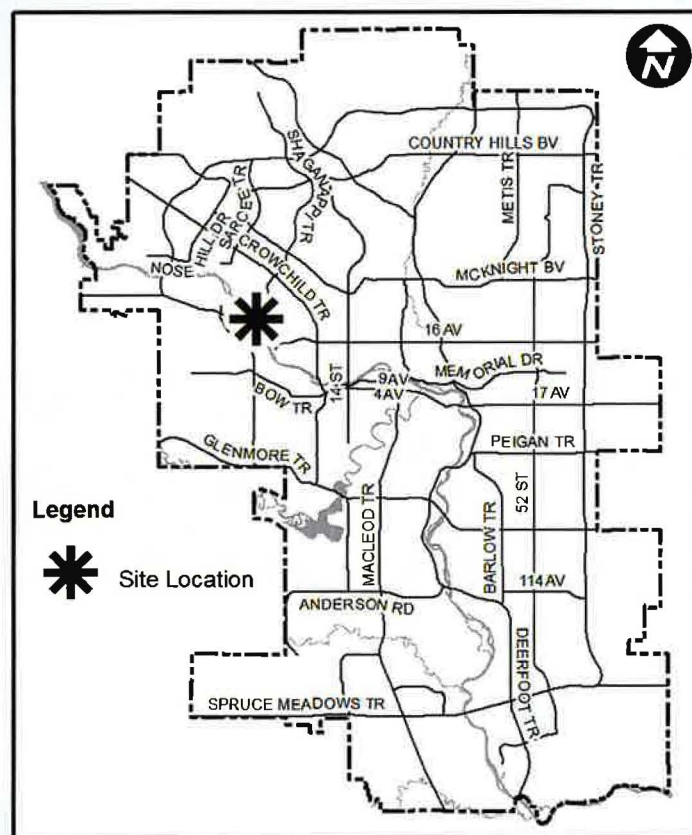 N
COUNTRY HILLS BV
SHAGANAPPI TR
METIS TR
STONEY TR
SARCEE TR
HILL DR
NOSE
CROWCHILD TR
MCKNIGHT BV
16 AV
MEMORIAL DR
14 ST
9 AV
4 AV
17 AV
BOW TR
PEIGAN TR
GLENMORE TR
52 ST
Legend
MACLEOD TR
BARLOW TR
Site Location
114 AV
ANDERSON RD
DEERFOOT TR
SPRUCE MEADOWS TR